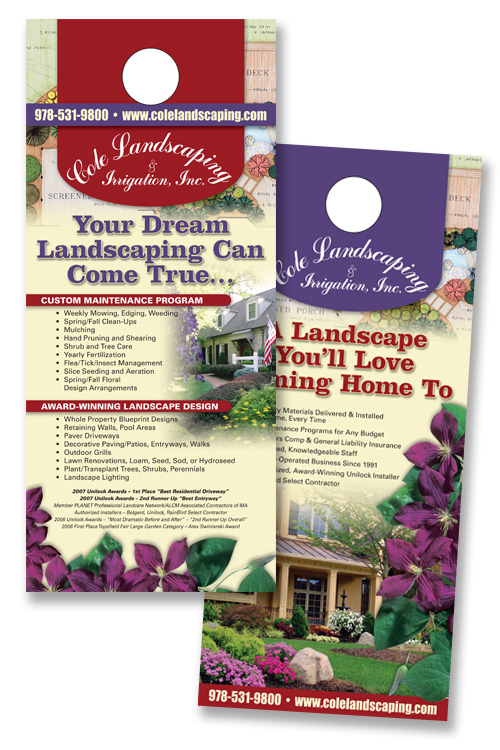 978-531-9800 • www.colelandscaping.com
Cole Landscaping
&
Irrigation, Inc.
Your Dream
Landscaping Can
Come True...
CUSTOM MAINTENANCE PROGRAM
• Weekly Mowing, Edging, Weeding
• Spring/Fall Clean-Ups
• Mulching
• Hand Pruning and Shearing
• Shrub and Tree Care
• Yearly Fertilization
• Flea/Tick/Insect Management
• Slice Seeding and Aeration
• Spring/Fall Floral
Design Arrangements
AWARD-WINNING LANDSCAPE DESIGN
• Whole Property Blueprint Designs
• Retaining Walls, Pool Areas
• Paver Driveways
• Decorative Paving/Patios, Entryways, Walks
• Outdoor Grills
• Lawn Renovations, Loam, Seed, Sod, or Hydroseed
• Plant/Transplant Trees, Shrubs, Perennials
• Landscape Lighting
2007 Unilock Awards – 1st Place "Best Residential Driveway"
2007 Unilock Awards – 2nd Runner Up "Best Entryway"
Member PLANET Professional Landcare Network/ALCM Associated Contractors of MA
Authorized Installers – Belgard, Unilock, RainBird Select Contractor
2006 Unilock Awards – "Most Dramatic Before and After" – "2nd Runner-Up Overall"
2006 First Place Topsfield Fair Large Garden Category – Alex Swiniarski Award
DECK
Cole Landscaping
&
Irrigation, Inc.
DECK
PORCH
A Landscape
You'll Love
ning Home To
y Materials Delivered & Installed
me, Every Time
enance Programs for Any Budget
rs Comp & General Liability Insurance
ed, Knowledgeable Staff
-Operated Business Since 1991
ized, Award-Winning Unilock Installer
d Select Contractor
978-531-9800 • www.colelandscaping.com